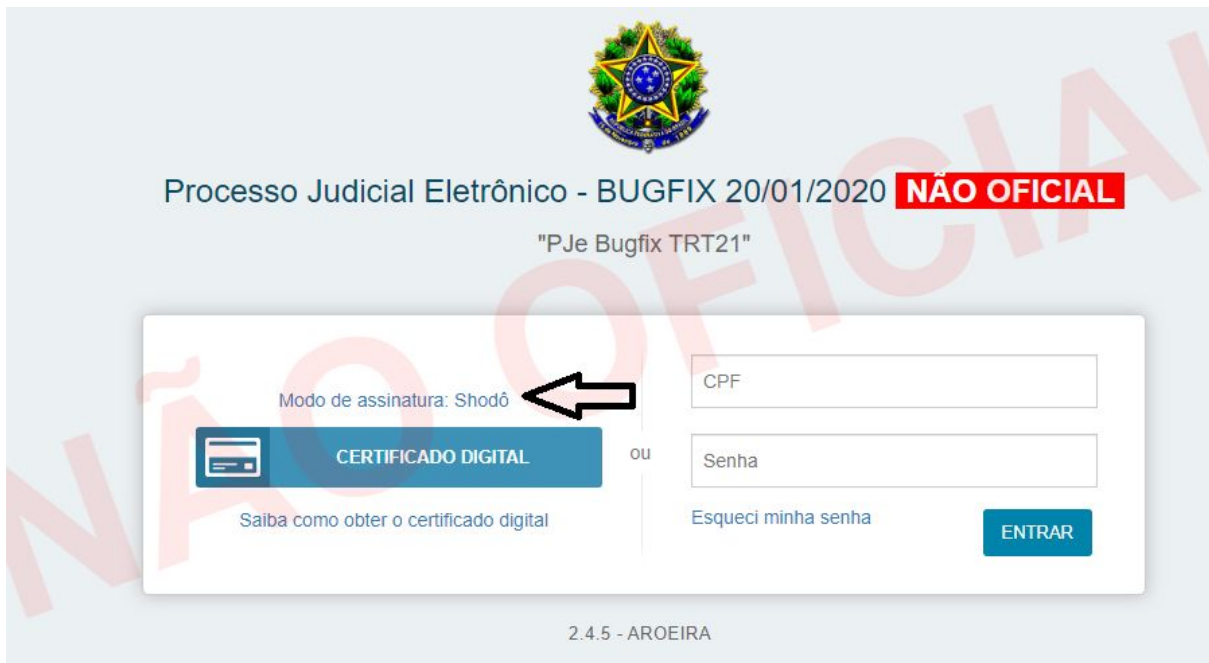 Processo Judicial Eletrônico - BUGFIX 20/01/2020 NÃO OFICIAL
"PJe Bugfix TRT21"
Modo de assinatura: Shodô
CERTIFICADO DIGITAL
Saiba como obter o certificado digital
ou
CPF
Senha
Esqueci minha senha
ENTRAR
2.4.5 - AROEIRA
NÃO OFICIAL